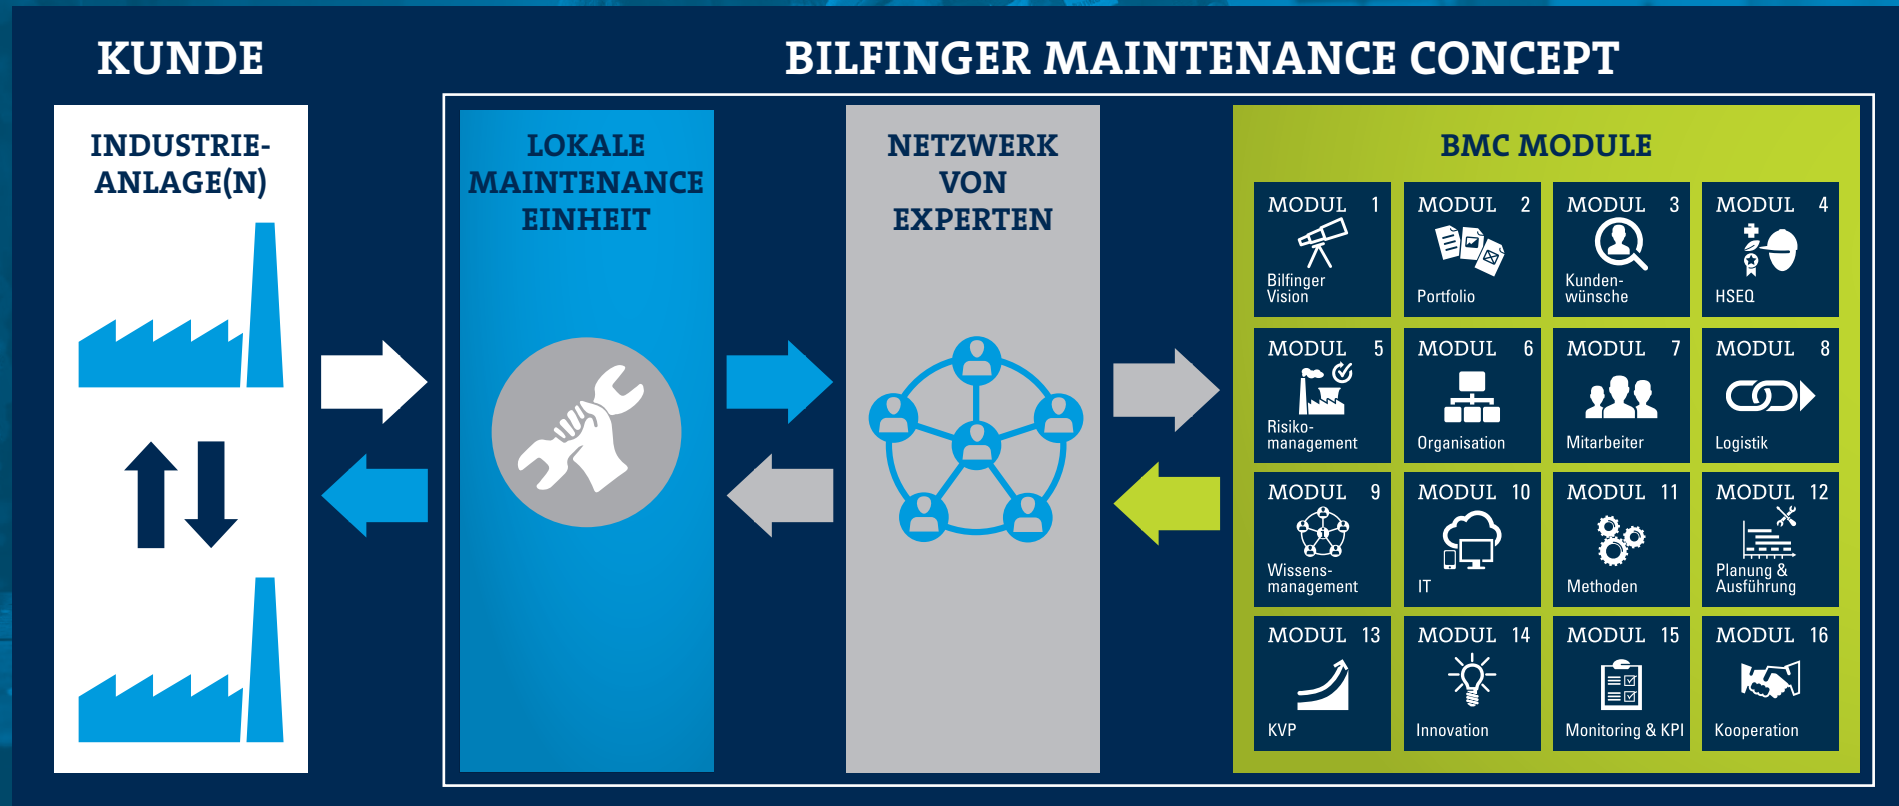 KUNDE
BILFINGER MAINTENANCE CONCEPT
INDUSTRIE-
ANLAGE(N)
LOKALE
MAINTENANCE
EINHEIT
NETZWERK
VON
EXPERTEN
BMC MODULE
MODUL 1
Bilfinger
Vision
MODUL 2
Portfolio
MODUL 3
Kunden-
wünsche
MODUL 4
HSEQ
MODUL 5
Risiko-
management
MODUL 6
Organisation
MODUL 7
Mitarbeiter
MODUL 8
Logistik
MODUL 9
1
Wissens-
management
MODUL 10
IT
MODUL 11
Methoden
MODUL 12
Planung &
Ausführung
MODUL 13
KVP
MODUL 14
Innovation
MODUL 15
Monitoring & KPI
MODUL 16
Kooperation